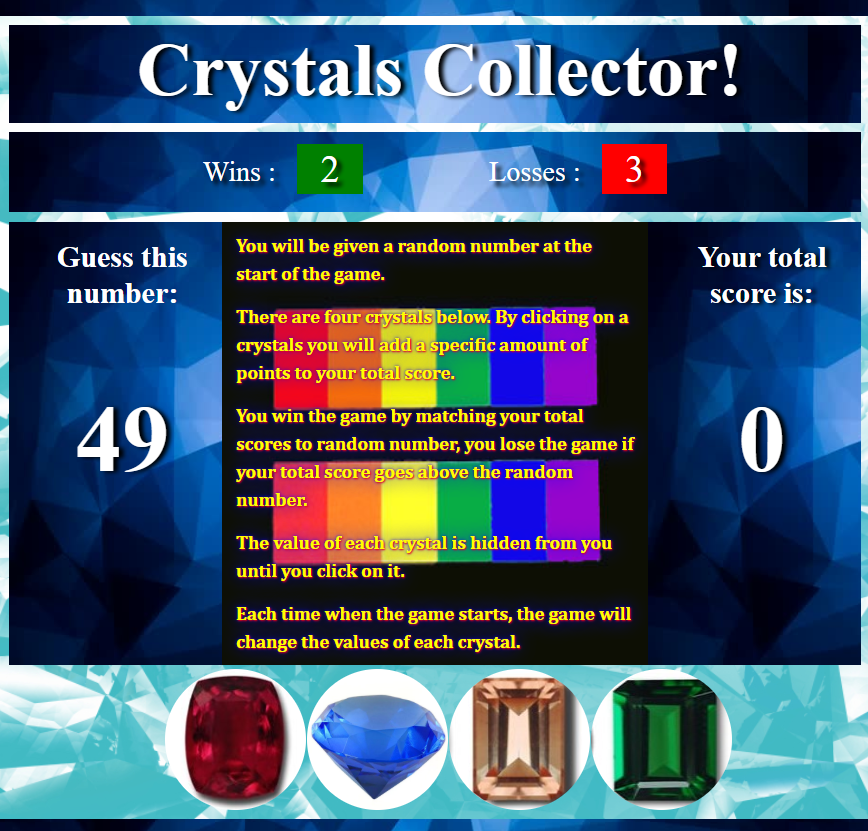 Crystals Collector!
Wins : 2
Losses : 3
Guess this
number:
49
You will be given a random number at the
start of the game.
There are four crystals below. By clicking on a
crystals you will add a specific amount of
points to your total score.
You win the game by matching your total
scores to random number, you lose the game if
your total score goes above the random
number.
The value of each crystal is hidden from you
until you click on it.
Each time when the game starts, the game will
change the values of each crystal.
Your total
score is:
0